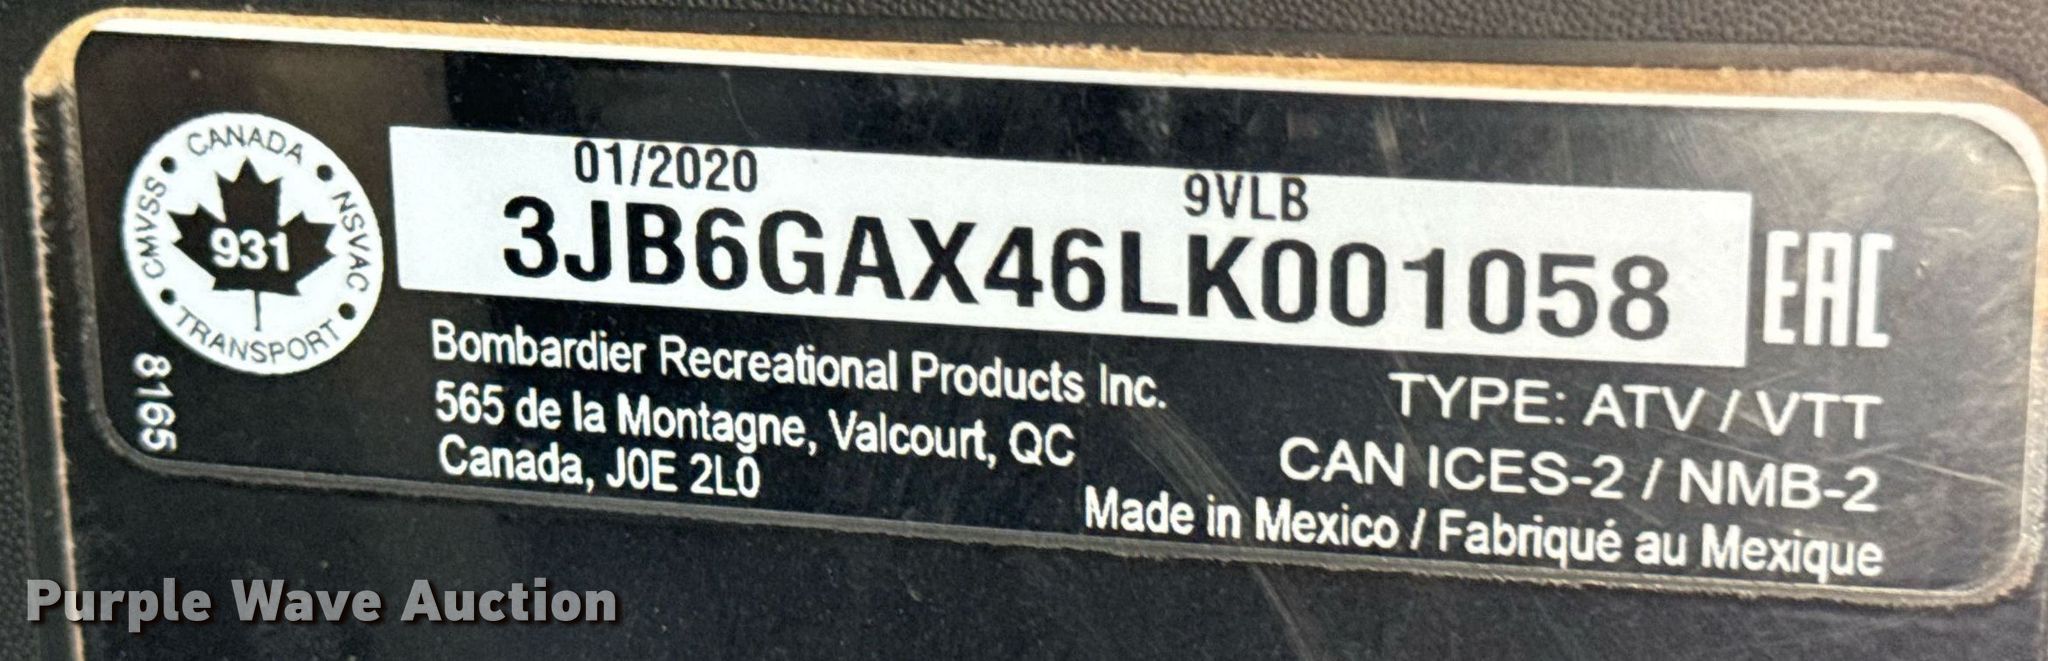 CANADA
CMVSS • NSVAC
931
TRANSPORT
8165
01/2020 9VLB
3JB6GAX46LK001058
EAC
Bombardier Recreational Products Inc.
565 de la Montagne, Valcourt, QC
Canada, J0E 2L0
TYPE: ATV / VTT
CAN ICES-2 / NMB-2
Made in Mexico / Fabriqué au Mexique
Purple Wave Auction